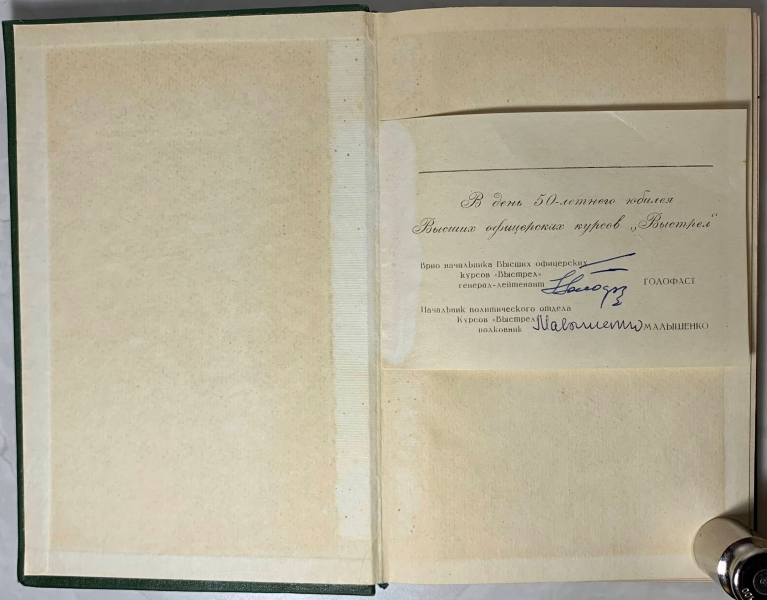 В день 50-летнего юбилея
Высших офицерских курсов „Выстрел"
Врио начальника Высших офицерских
курсов «Выстрел»
генерал-лейтенант ГОЛОФАСТ
Начальник политического отдела
Курсов «Выстрел»
полковник Малышенко МАЛЫШЕНКО